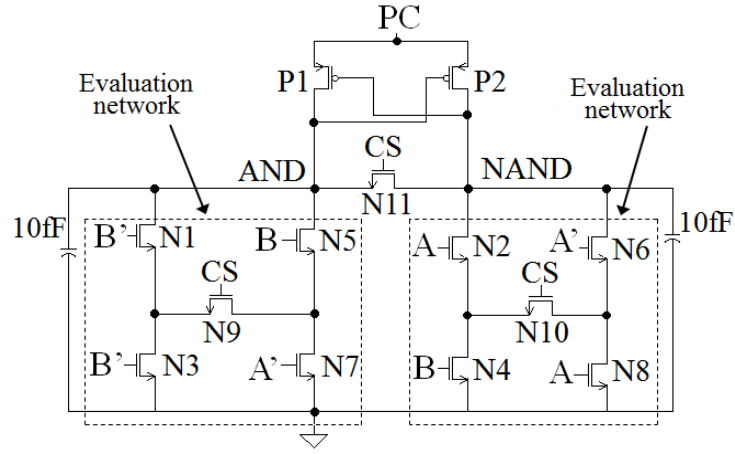 PC
Evaluation
network
P1
P2
Evaluation
network
CS
AND
NAND
N11
10fF
10fF
B'
N1
B
N5
A
N2
A'
N6
CS
CS
N9
N10
B'
N3
A'
N7
B
N4
A
N8